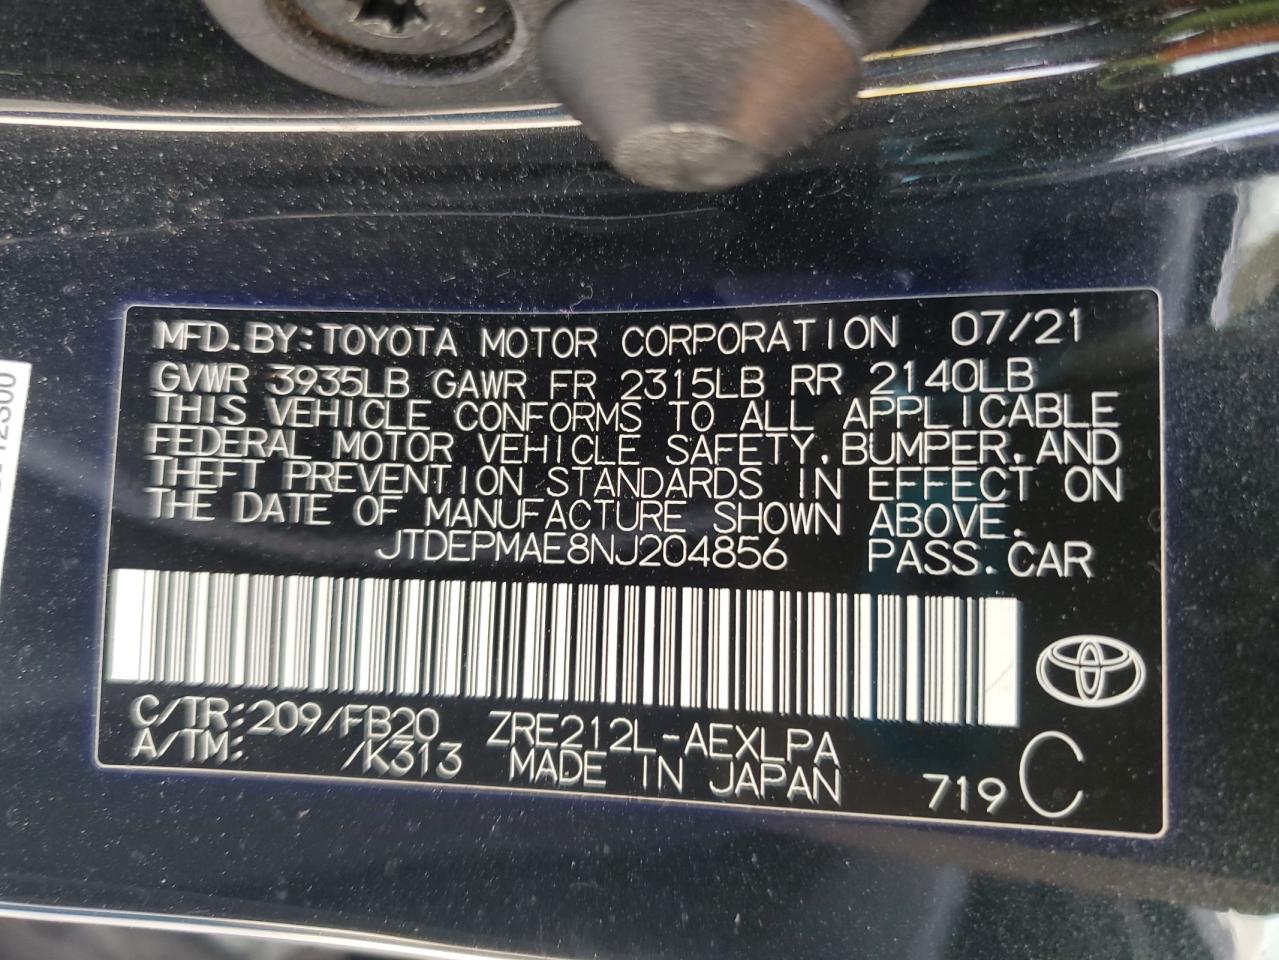 MFD. BY: TOYOTA MOTOR CORPORATION 07/21
GVWR 3935LB GAWR FR 2315LB RR 2140LB
THIS VEHICLE CONFORMS TO ALL APPLICABLE
FEDERAL MOTOR VEHICLE SAFETY, BUMPER, AND
THEFT PREVENTION STANDARDS IN EFFECT ON
THE DATE OF MANUFACTURE SHOWN ABOVE.
JTDEPMAE8NJ204856 PASS. CAR
C/TR: 209/FB20 ZRE212L-AEXLPA
A/TM: /K313 MADE IN JAPAN 719 C